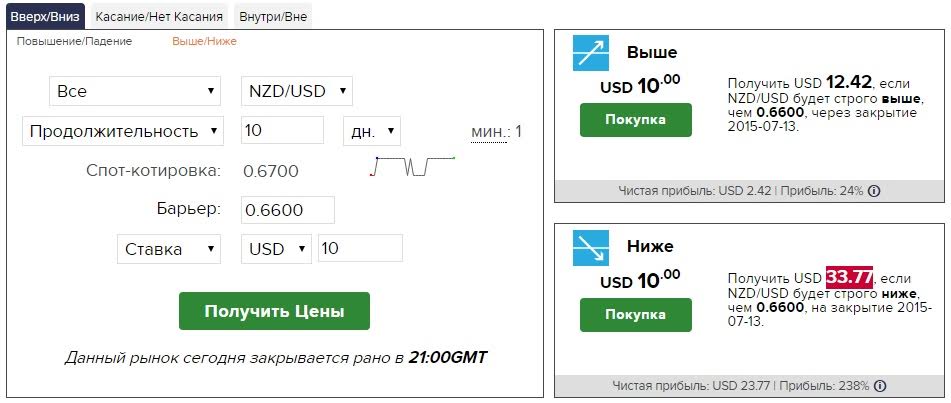 Вверх/Вниз Касание/Нет Касания Внутри/Вне
Повышение/Падение Выше/Ниже
Все NZD/USD
Продолжительность 10 дн. мин.: 1
Спот-котировка: 0.6700
Барьер: 0.6600
Ставка USD 10
Получить Цены
Данный рынок сегодня закрывается рано в 21:00GMT
Выше
USD 10.00
Покупка
Получить USD 12.42, если
NZD/USD будет строго выше,
чем 0.6600, через закрытие
2015-07-13.
Чистая прибыль: USD 2.42 | Прибыль: 24%
Ниже
USD 10.00
Покупка
Получить USD 33.77, если
NZD/USD будет строго ниже,
чем 0.6600, на закрытие 2015-
07-13.
Чистая прибыль: USD 23.77 | Прибыль: 238%